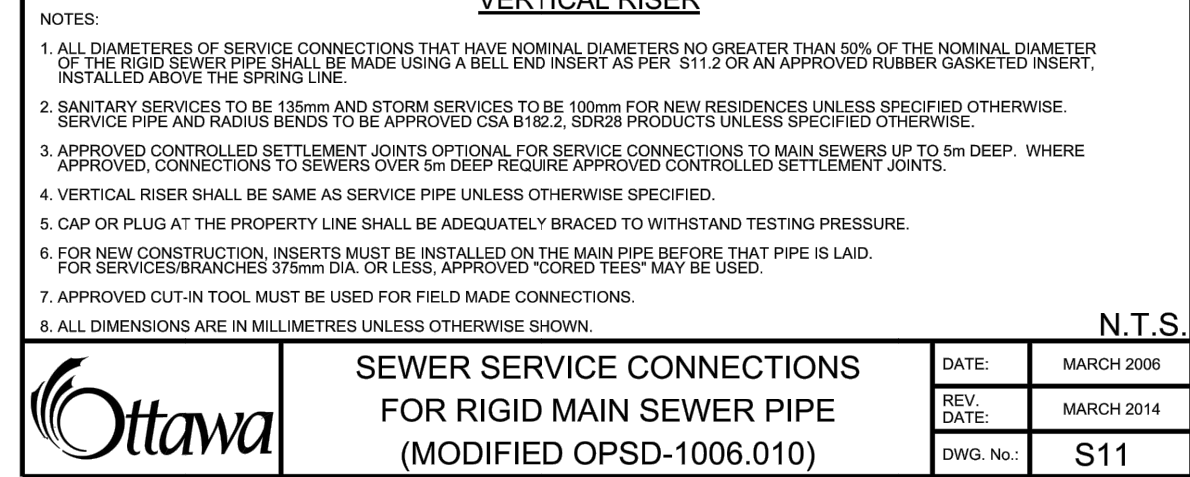 VERTICAL RISER
NOTES:
1. ALL DIAMETERES OF SERVICE CONNECTIONS THAT HAVE NOMINAL DIAMETERS NO GREATER THAN 50% OF THE NOMINAL DIAMETER
OF THE RIGID SEWER PIPE SHALL BE MADE USING A BELL END INSERT AS PER S11.2 OR AN APPROVED RUBBER GASKETED INSERT,
INSTALLED ABOVE THE SPRING LINE.
2. SANITARY SERVICES TO BE 135mm AND STORM SERVICES TO BE 100mm FOR NEW RESIDENCES UNLESS SPECIFIED OTHERWISE.
SERVICE PIPE AND RADIUS BENDS TO BE APPROVED CSA B182.2, SDR28 PRODUCTS UNLESS SPECIFIED OTHERWISE.
3. APPROVED CONTROLLED SETTLEMENT JOINTS OPTIONAL FOR SERVICE CONNECTIONS TO MAIN SEWERS UP TO 5m DEEP. WHERE
APPROVED, CONNECTIONS TO SEWERS OVER 5m DEEP REQUIRE APPROVED CONTROLLED SETTLEMENT JOINTS.
4. VERTICAL RISER SHALL BE SAME AS SERVICE PIPE UNLESS OTHERWISE SPECIFIED.
5. CAP OR PLUG AT THE PROPERTY LINE SHALL BE ADEQUATELY BRACED TO WITHSTAND TESTING PRESSURE.
6. FOR NEW CONSTRUCTION, INSERTS MUST BE INSTALLED ON THE MAIN PIPE BEFORE THAT PIPE IS LAID.
FOR SERVICES/BRANCHES 375mm DIA. OR LESS, APPROVED "CORED TEES" MAY BE USED.
7. APPROVED CUT-IN TOOL MUST BE USED FOR FIELD MADE CONNECTIONS.
8. ALL DIMENSIONS ARE IN MILLIMETRES UNLESS OTHERWISE SHOWN.
N.T.S.
Ottawa
SEWER SERVICE CONNECTIONS
FOR RIGID MAIN SEWER PIPE
(MODIFIED OPSD-1006.010)
DATE: MARCH 2006
REV.
DATE: MARCH 2014
DWG. No.: S11